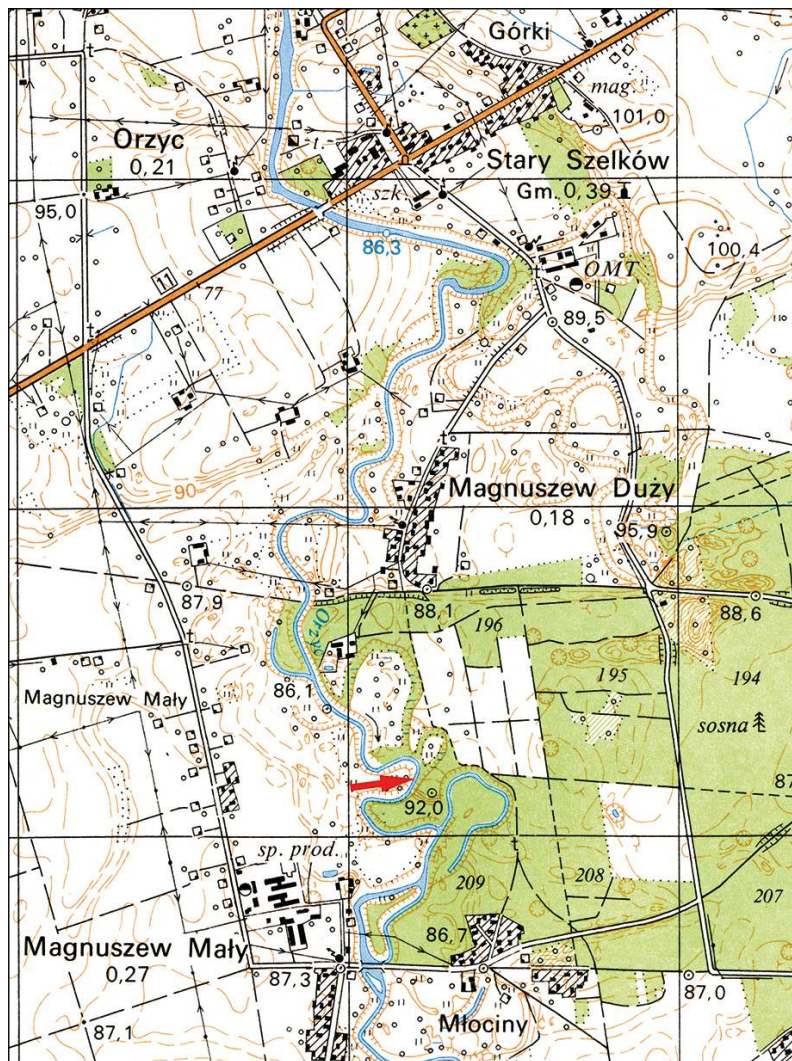 Górki
mag.
101,0
Orzyc
0,21
t.
Stary Szelków
Gm. 0,39
szk.
95,0
86,3
100,4
11
77
OMT
89,5
90
Magnuszew Duży
0,18
95,9
87,9
88,1
88,6
Orzyc
196
195
194
Magnuszew Mały
86,1
sosna
87
92,0
sp. prod.
209
208
207
86,7
Magnuszew Mały
0,27
87,3
87,0
87,1
Młociny